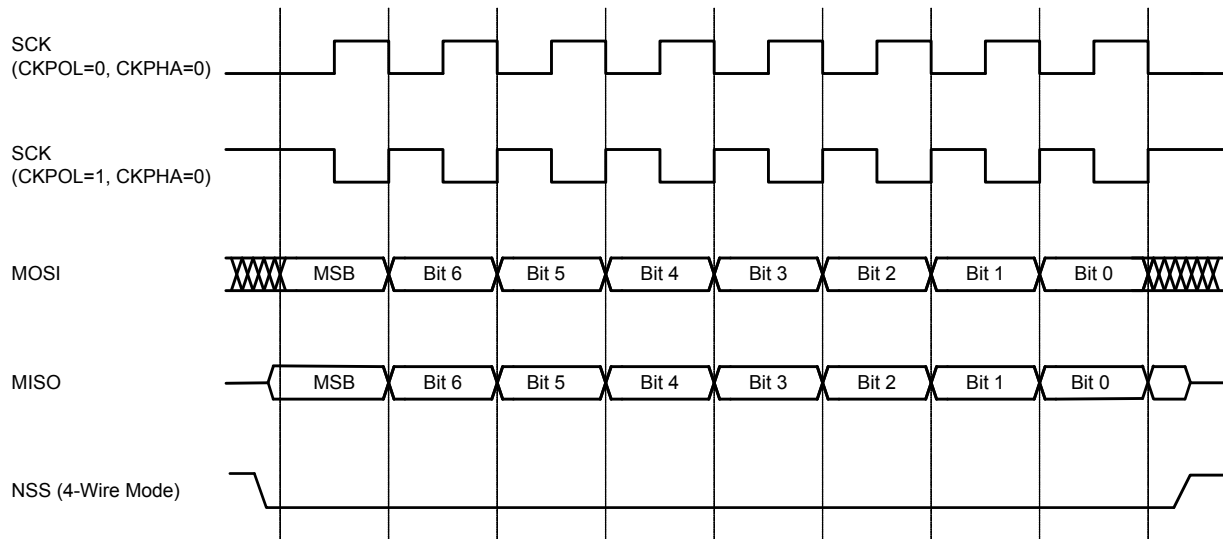 SCK
(CKPOL=0, CKPHA=0)
SCK
(CKPOL=1, CKPHA=0)
MOSI
MSB
Bit 6
Bit 5
Bit 4
Bit 3
Bit 2
Bit 1
Bit 0
MISO
MSB
Bit 6
Bit 5
Bit 4
Bit 3
Bit 2
Bit 1
Bit 0
NSS (4-Wire Mode)